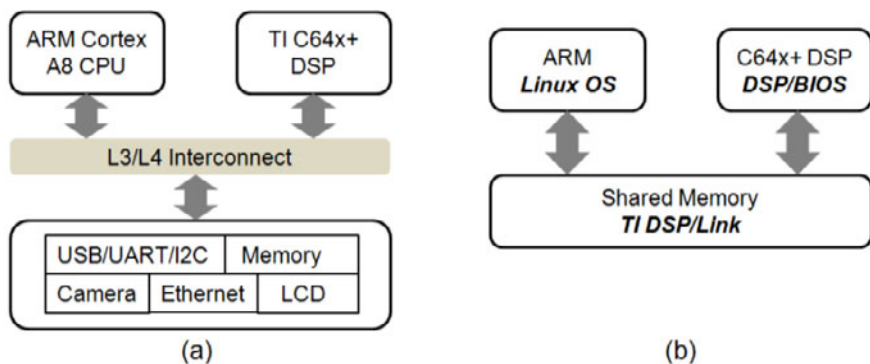 ARM Cortex
A8 CPU
TI C64x+
DSP
L3/L4 Interconnect
USB/UART/I2C
Memory
Camera
Ethernet
LCD
(a)
ARM
Linux OS
C64x+ DSP
DSP/BIOS
Shared Memory
TI DSP/Link
(b)